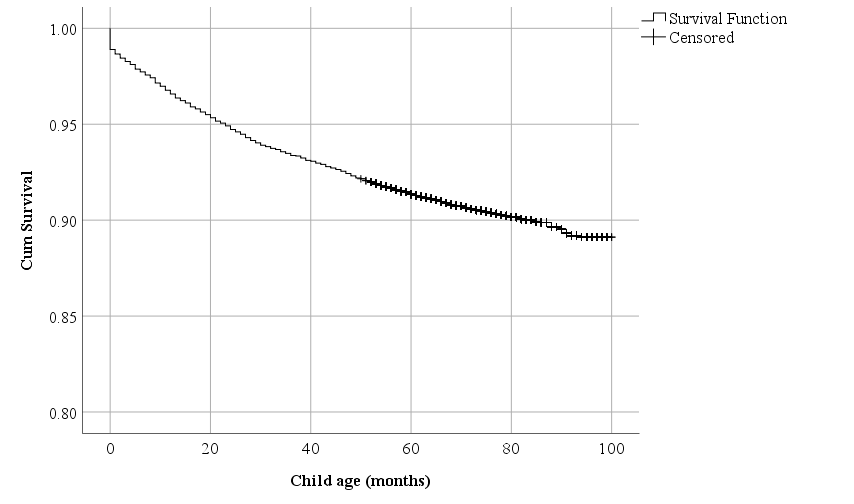 Survival Function
Censored
1.00
0.95
0.90
0.85
0.80
Cum Survival
0 20 40 60 80 100
Child age (months)